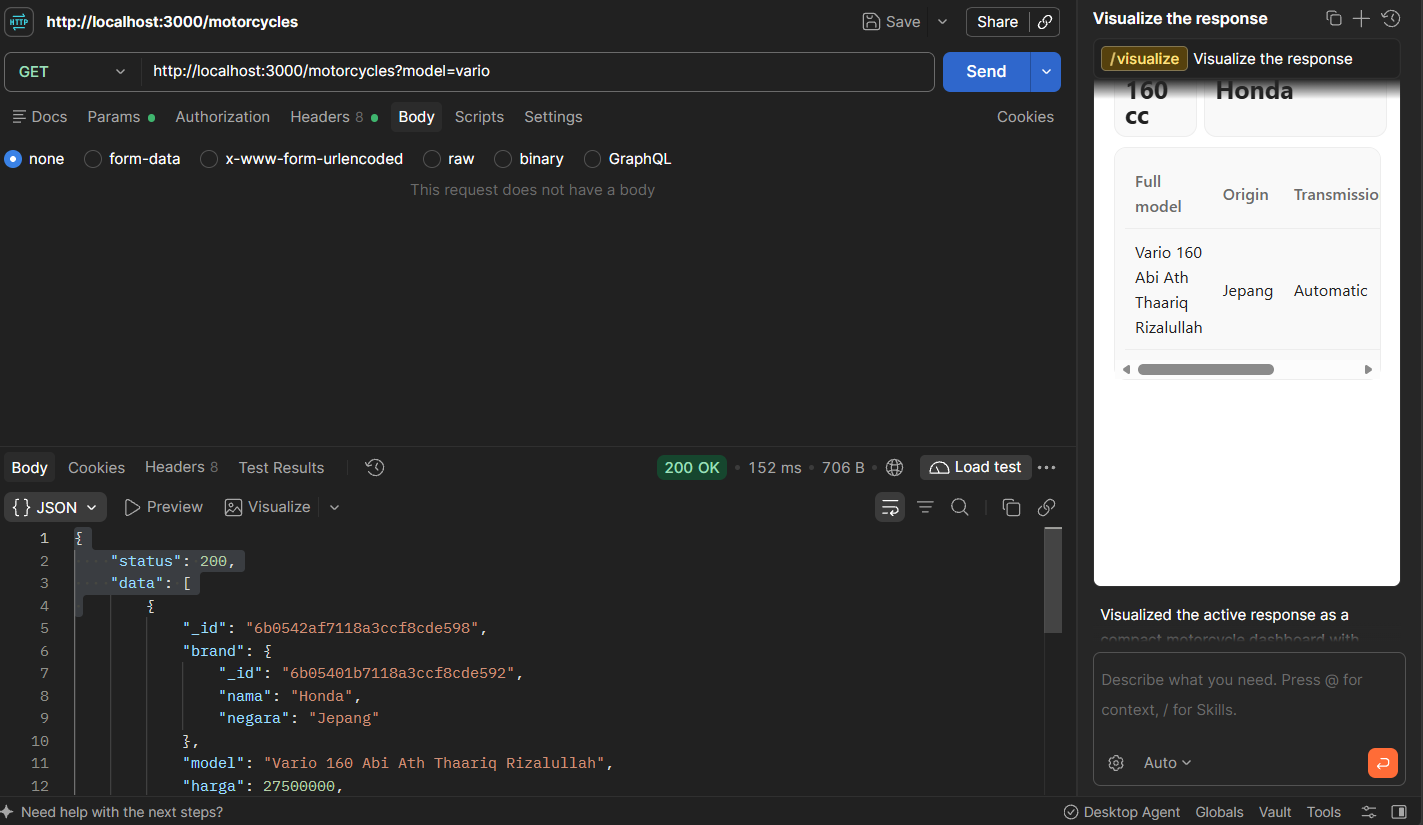 HTTP http://localhost:3000/motorcycles Save Share
GET http://localhost:3000/motorcycles?model=vario Send
Docs Params Authorization Headers 8 Body Scripts Settings Cookies
none form-data x-www-form-urlencoded raw binary GraphQL
This request does not have a body
Body Cookies Headers 8 Test Results 200 OK • 152 ms • 706 B • Load test
{} JSON Preview Visualize
1 {
2 "status": 200,
3 "data": [
4 {
5 "_id": "6b0542af7118a3ccf8cde598",
6 "brand": {
7 "_id": "6b05401b7118a3ccf8cde592",
8 "nama": "Honda",
9 "negara": "Jepang"
10 },
11 "model": "Vario 160 Abi Ath Thaariq Rizalullah",
12 "harga": 27500000,
Visualize the response
/visualize Visualize the response
160 Honda
cc
Full
model
Origin Transmissio
Vario 160
Abi Ath
Thaariq
Rizalullah
Jepang Automatic
Visualized the active response as a
compact motorcycle dashboard with
Describe what you need. Press @ for
context, / for Skills.
Auto
Need help with the next steps? Desktop Agent Globals Vault Tools